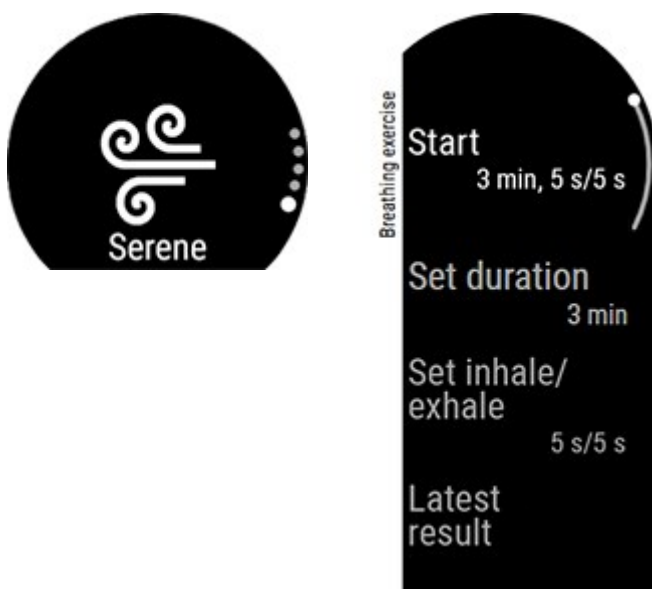 Serene
Breathing exercise
Start
3 min, 5 s/5 s
Set duration
3 min
Set inhale/
exhale
5 s/5 s
Latest
result